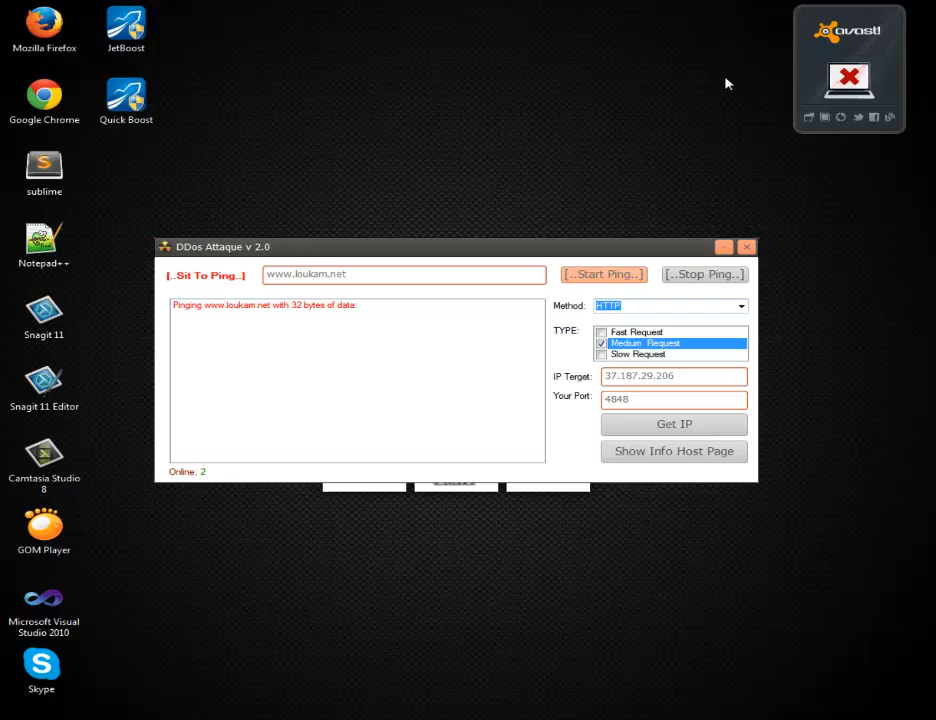 Mozilla Firefox
JetBoost
avast!
Google Chrome
Quick Boost
sublime
Notepad++
DDos Attaque v 2.0
[..Sit To Ping..]
www.loukam.net
[..Start Ping..]
[..Stop Ping..]
Pinging www.loukam.net with 32 bytes of data:
Method:
HTTP
TYPE:
Fast Request
Medium Request
Slow Request
IP Terget:
37.187.29.206
Your Port:
4848
Get IP
Show Info Host Page
Online: 2
Snagit 11
Snagit 11 Editor
Camtasia Studio
8
GOM Player
Microsoft Visual
Studio 2010
Skype